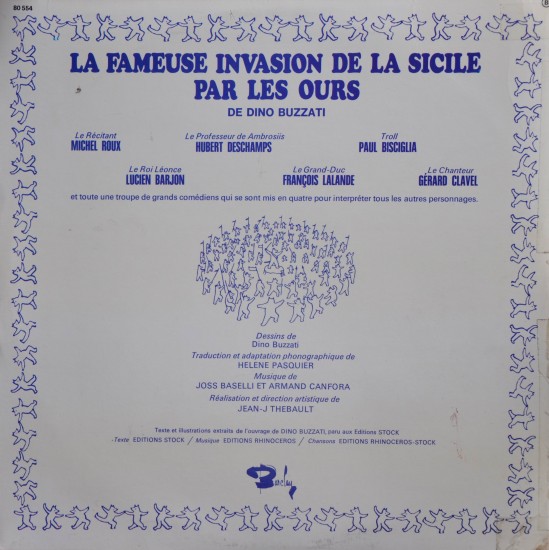 80 554
B
LA FAMEUSE INVASION DE LA SICILE
PAR LES OURS
DE DINO BUZZATI
Le Récitant
MICHEL ROUX
Le Professeur de Ambrosiis
HUBERT DESCHAMPS
Troll
PAUL BISCIGLIA
Le Roi Léonce
LUCIEN BARJON
Le Grand-Duc
FRANÇOIS LALANDE
Le Chanteur
GÉRARD CLAVEL
et toute une troupe de grands comédiens qui se sont mis en quatre pour interpréter tous les autres personnages.
Dessins de
Dino Buzzati
Traduction et adaptation phonographique de
HELENE PASQUIER
Musique de
JOSS BASELLI ET ARMAND CANFORA
Réalisation et direction artistique de
JEAN-J THEBAULT
Texte et illustrations extraits de l'ouvrage de DINO BUZZATI, paru aux Editions STOCK
-Texte EDITIONS STOCK / Musique EDITIONS RHINOCEROS / Chansons EDITIONS RHINOCEROS-STOCK
Barclay